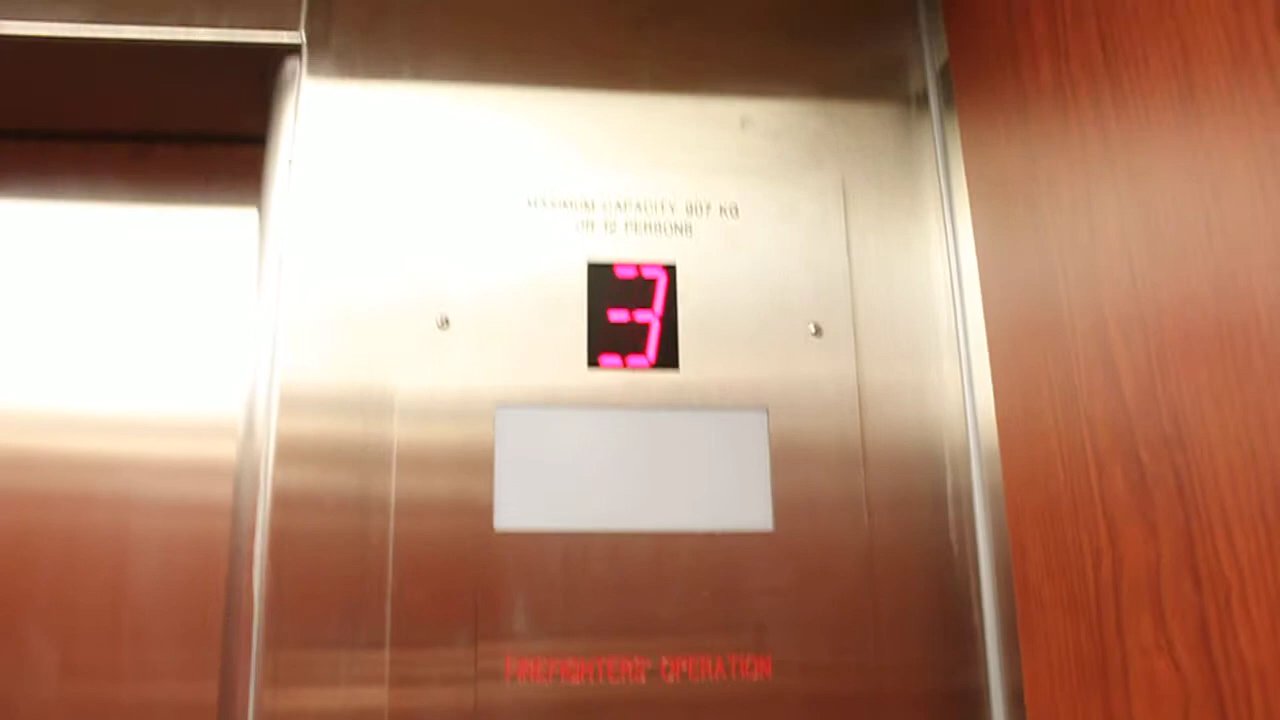 MAXIMUM CAPACITY 907 KG
OR 12 PERSONS
3
FIREFIGHTERS' OPERATION